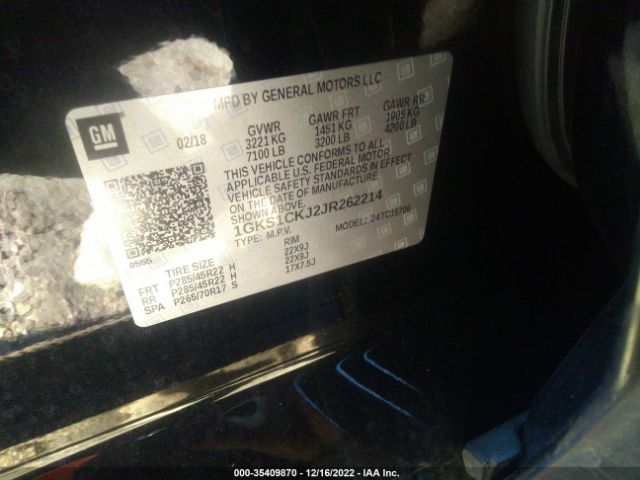 MFD BY GENERAL MOTORS LLC
GM
02/18
GVWR GAWR FRT GAWR RR
3221 KG 1451 KG 1905 KG
7100 LB 3200 LB 4200 LB
THIS VEHICLE CONFORMS TO ALL
APPLICABLE U.S. FEDERAL MOTOR
VEHICLE SAFETY STANDARDS IN EFFECT
ON THE DATE OF MANUFACTURE
SHOWN ABOVE.
1GKS1CKJ2JR262214
TYPE: M.P.V. MODEL: 24TC15706
8555
TIRE SIZE RIM
FRT P285/45R22 H 22X9J
RR P285/45R22 H 22X9J
SPA P265/70R17 S 17X7.5J
000-35409870 - 12/16/2022 - IAA Inc.